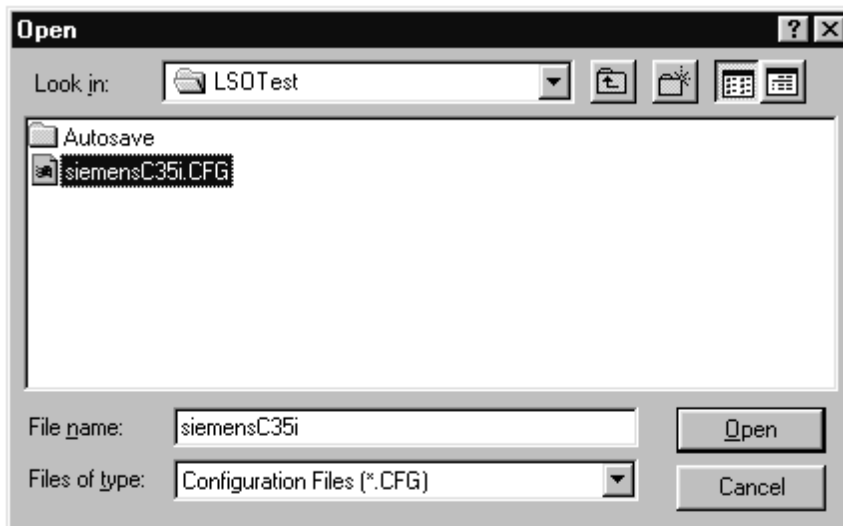 Open
Look in: LSOTest
Autosave
siemensC35i.CFG
File name: siemensC35i Open
Files of type: Configuration Files (*.CFG) Cancel